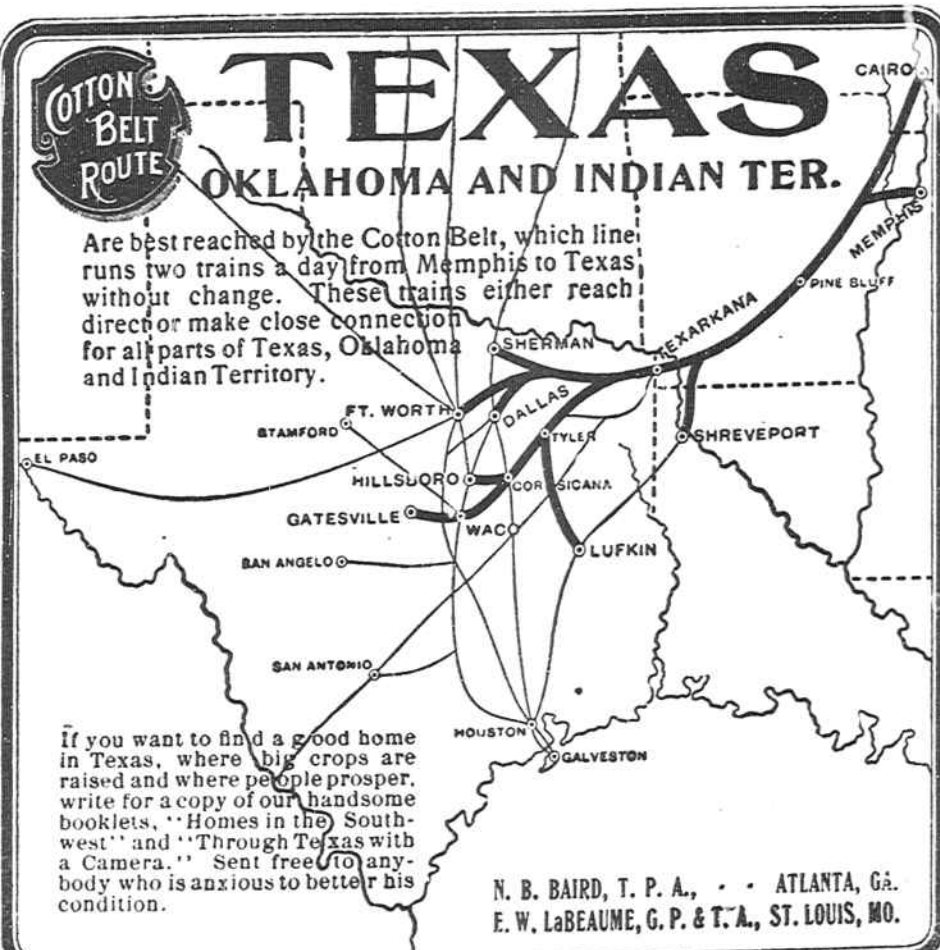 COTTON
BELT
ROUTE
TEXAS
OKLAHOMA AND INDIAN TER.
Are best reached by the Cotton Belt, which line
runs two trains a day from Memphis to Texas
without change. These trains either reach
direct or make close connection
for all parts of Texas, Oklahoma
and Indian Territory.
CAIRO
MEMPHIS
PINE BLUFF
TEXARKANA
SHERMAN
FT. WORTH
DALLAS
STAMFORD
TYLER
SHREVEPORT
EL PASO
HILLSBORO
CORSICANA
GATESVILLE
WACO
LUFKIN
SAN ANGELO
SAN ANTONIO
HOUSTON
GALVESTON
If you want to find a good home
in Texas, where big crops are
raised and where people prosper,
write for a copy of our handsome
booklets, "Homes in the South-
west" and "Through Texas with
a Camera." Sent free to any-
body who is anxious to better his
condition.
N. B. BAIRD, T. P. A., - - ATLANTA, GA.
E. W. LaBEAUME, G. P. & T. A., ST. LOUIS, MO.